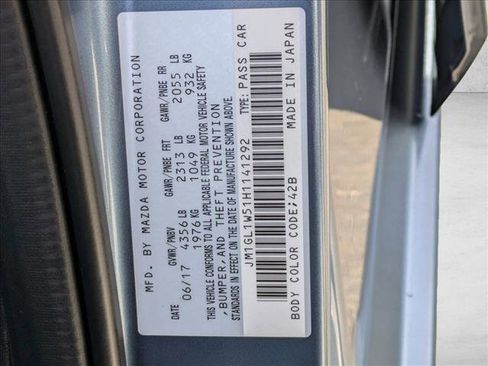 MFD. BY MAZDA MOTOR CORPORATION
DATE GVWR/PNBV GAWR/PNBE FRT GAWR/PNBE RR
06/17 4356 LB 2313 LB 2055 LB
1976 KG 1049 KG 932 KG
THIS VEHICLE CONFORMS TO ALL APPLICABLE FEDERAL MOTOR VEHICLE SAFETY
,BUMPER,AND THEFT PREVENTION
STANDARDS IN EFFECT ON THE DATE OF MANUFACTURE SHOWN ABOVE.
JM1GL1W51H1141292 TYPE: PASS CAR
BODY COLOR CODE:42B MADE IN JAPAN